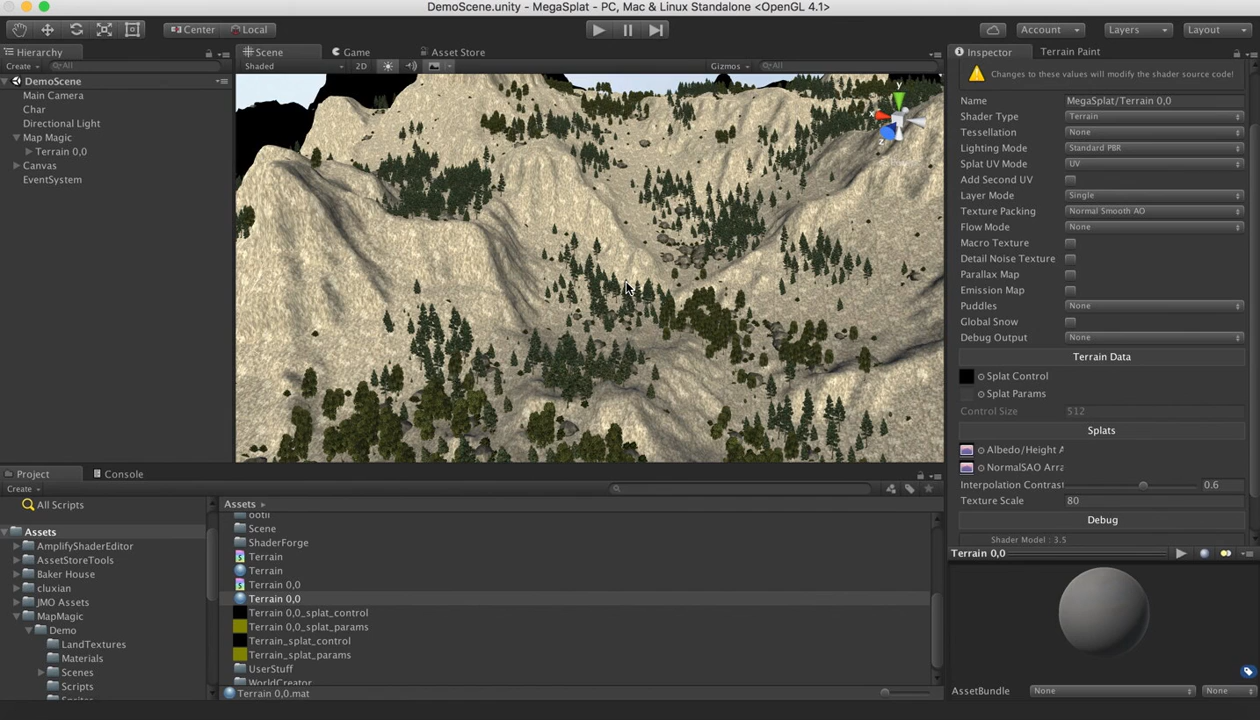 DemoScene.unity - MegaSplat - PC, Mac & Linux Standalone <OpenGL 4.1>
Center Local Account Layers Layout
Hierarchy
Create All
DemoScene
Main Camera
Char
Directional Light
Map Magic
Terrain 0,0
Canvas
EventSystem
Scene Game Asset Store
Shaded 2D Gizmos All
y
z
Inspector Terrain Paint
Changes to these values will modify the shader source code!
Name MegaSplat/Terrain 0,0
Shader Type Terrain
Tessellation None
Lighting Mode Standard PBR
Splat UV Mode UV
Add Second UV
Layer Mode Single
Texture Packing Normal Smooth AO
Flow Mode None
Macro Texture
Detail Noise Texture
Parallax Map
Emission Map
Puddles None
Global Snow
Debug Output None
Terrain Data
Splat Control
Splat Params
Control Size 512
Splats
Albedo/Height A
NormalSAO Arra
Interpolation Contrast 0.6
Texture Scale 80
Debug
Shader Model : 3.5
Terrain 0,0
AssetBundle None None
Project Console
Create
All Scripts
Assets
AmplifyShaderEditor
AssetStoreTools
Baker House
cluxian
JMO Assets
MapMagic
Demo
LandTextures
Materials
Scenes
Scripts
Assets
ootii
Scene
ShaderForge
Terrain
Terrain
Terrain 0,0
Terrain 0,0
Terrain 0,0_splat_control
Terrain 0,0_splat_params
Terrain_splat_control
Terrain_splat_params
UserStuff
WorldCreator
Terrain 0,0.mat